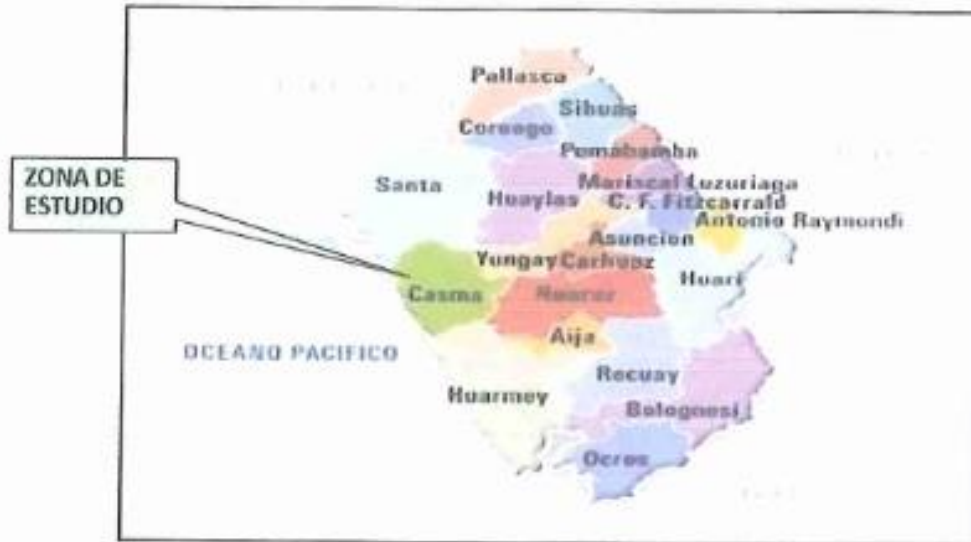 Pallasca
Sihuas
Corongo
Pomabamba
ZONA DE
ESTUDIO
Santa
Mariscal Luzuriaga
Huaylas
C. F. Fitzcarrald
Antonio Raymundi
Asuncion
Yungay
Carhuaz
Huari
Casma
Huaraz
Aija
OCEANO PACIFICO
Recuay
Huarmey
Bolognesi
Ocros